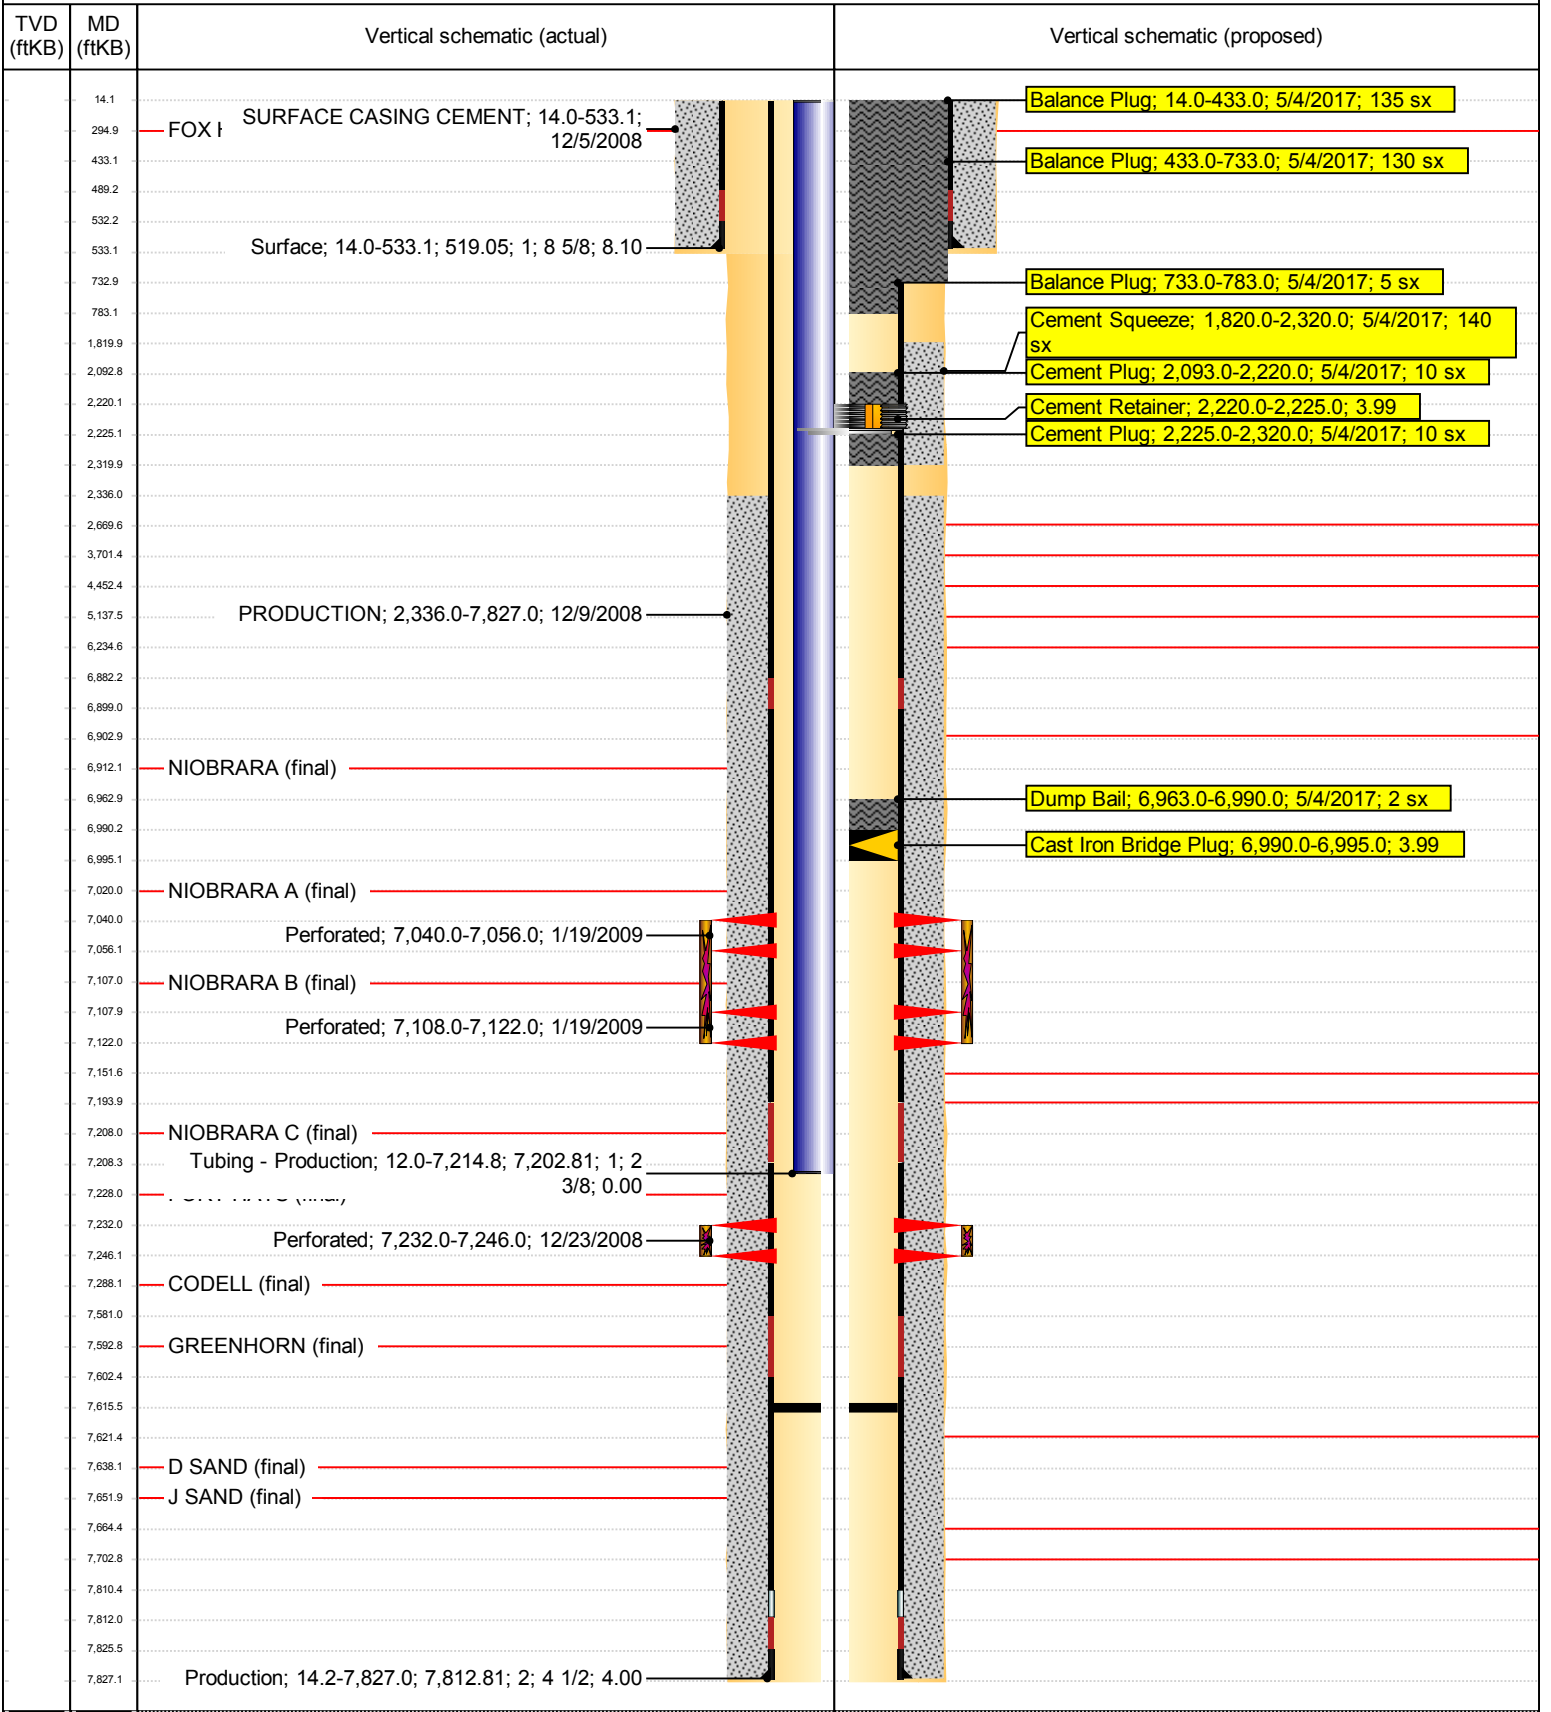 TVD (ftKB)
MD (ftKB)
Vertical schematic (actual)
Vertical schematic (proposed)
14.1
294.9
433.1
489.2
532.2
533.1
732.9
783.1
1,819.9
2,092.8
2,220.1
2,225.1
2,319.9
2,336.0
2,669.6
3,701.4
4,452.4
5,137.5
6,234.6
6,882.2
6,899.0
6,902.9
6,912.1
6,962.9
6,990.2
6,995.1
7,020.0
7,040.0
7,056.1
7,107.0
7,107.9
7,122.0
7,151.6
7,193.9
7,208.0
7,208.3
7,228.0
7,232.0
7,246.1
7,288.1
7,581.0
7,592.8
7,602.4
7,615.5
7,621.4
7,638.1
7,651.9
7,664.4
7,702.8
7,810.4
7,812.0
7,825.5
7,827.1
FOX
SURFACE CASING CEMENT; 14.0-533.1;
12/5/2008
Surface; 14.0-533.1; 519.05; 1; 8 5/8; 8.10
PRODUCTION; 2,336.0-7,827.0; 12/9/2008
NIOBRARA (final)
NIOBRARA A (final)
Perforated; 7,040.0-7,056.0; 1/19/2009
NIOBRARA B (final)
Perforated; 7,108.0-7,122.0; 1/19/2009
NIOBRARA C (final)
Tubing - Production; 12.0-7,214.8; 7,202.81; 1; 2
3/8; 0.00
Perforated; 7,232.0-7,246.0; 12/23/2008
CODELL (final)
GREENHORN (final)
D SAND (final)
J SAND (final)
Production; 14.2-7,827.0; 7,812.81; 2; 4 1/2; 4.00
Balance Plug; 14.0-433.0; 5/4/2017; 135 sx
Balance Plug; 433.0-733.0; 5/4/2017; 130 sx
Balance Plug; 733.0-783.0; 5/4/2017; 5 sx
Cement Squeeze; 1,820.0-2,320.0; 5/4/2017; 140
sx
Cement Plug; 2,093.0-2,220.0; 5/4/2017; 10 sx
Cement Retainer; 2,220.0-2,225.0; 3.99
Cement Plug; 2,225.0-2,320.0; 5/4/2017; 10 sx
Dump Bail; 6,963.0-6,990.0; 5/4/2017; 2 sx
Cast Iron Bridge Plug; 6,990.0-6,995.0; 3.99